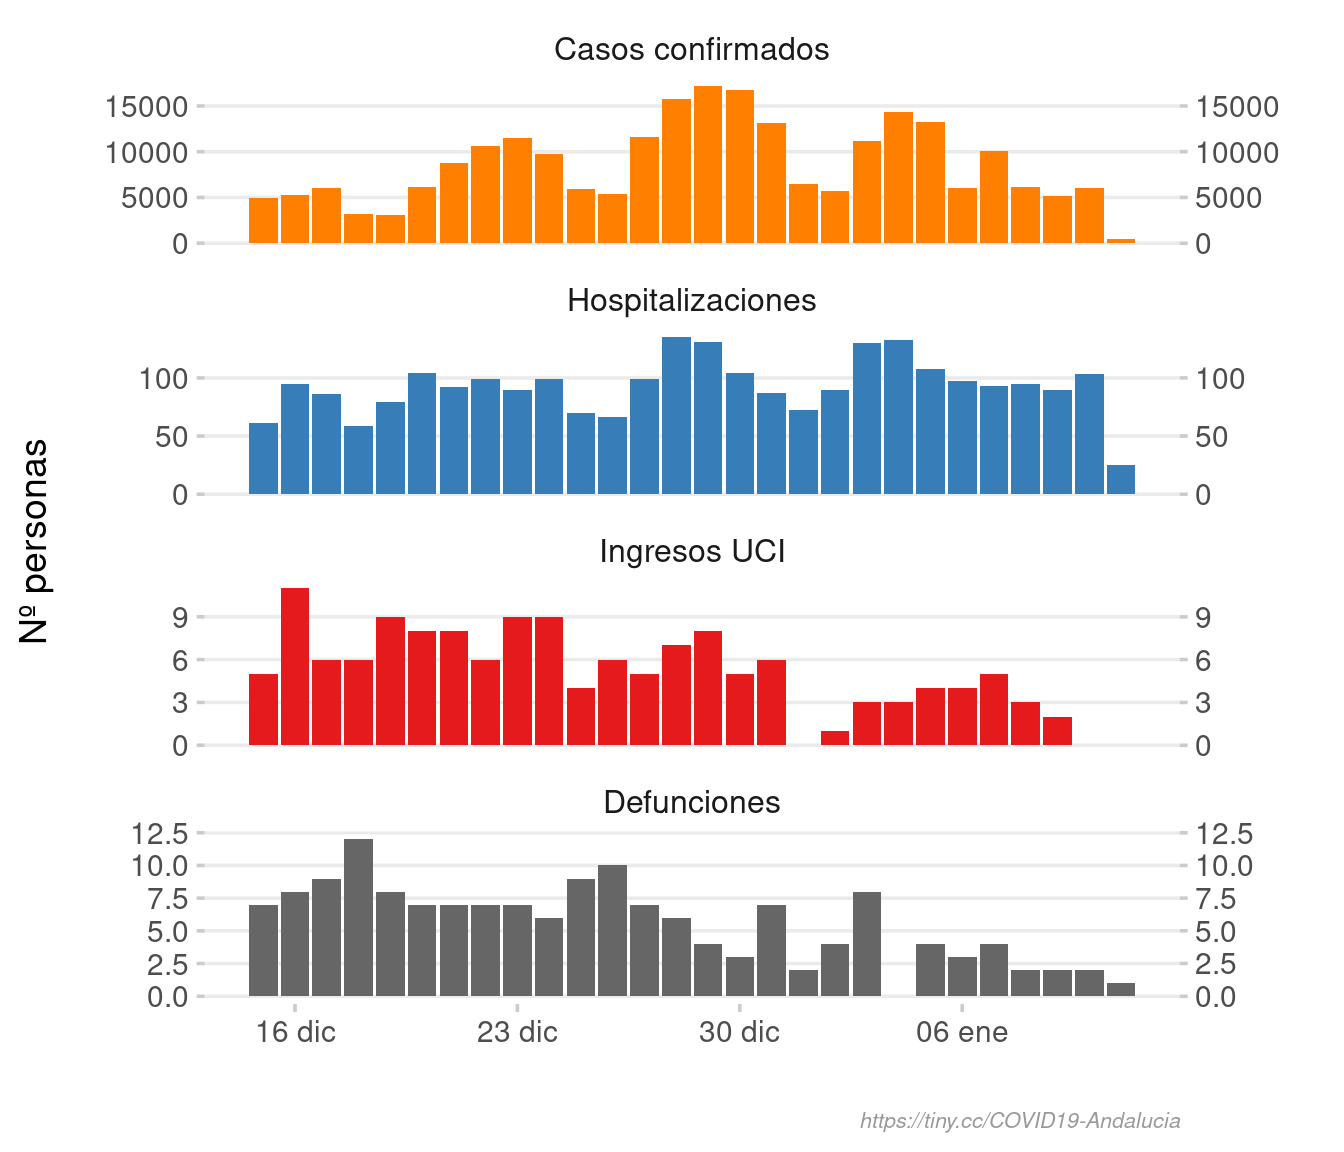 Casos confirmados
15000 15000
10000 10000
5000 5000
0 0
Hospitalizaciones
100 100
50 50
0 0
Nº personas
Ingresos UCI
9 9
6 6
3 3
0 0
Defunciones
12.5 12.5
10.0 10.0
7.5 7.5
5.0 5.0
2.5 2.5
0.0 0.0
16 dic 23 dic 30 dic 06 ene
https://tiny.cc/COVID19-Andalucia